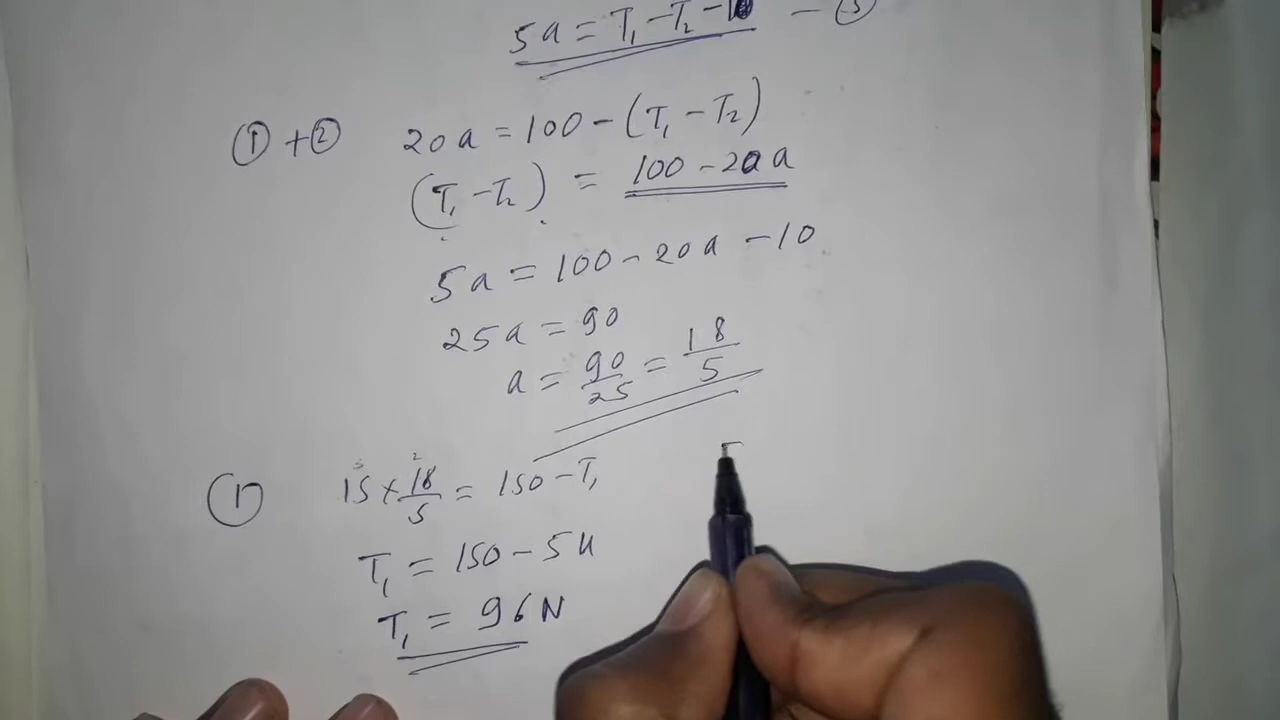 5a = T₁ - T₂ - 10 — ③
① + ② 20a = 100 - (T₁ - T₂)
(T₁ - T₂) = 100 - 20a
5a = 100 - 20a - 10
25a = 90
a = 90/25 = 18/5
① 15 × 18/5 = 150 - T₁
T₁ = 150 - 54
T₁ = 96N